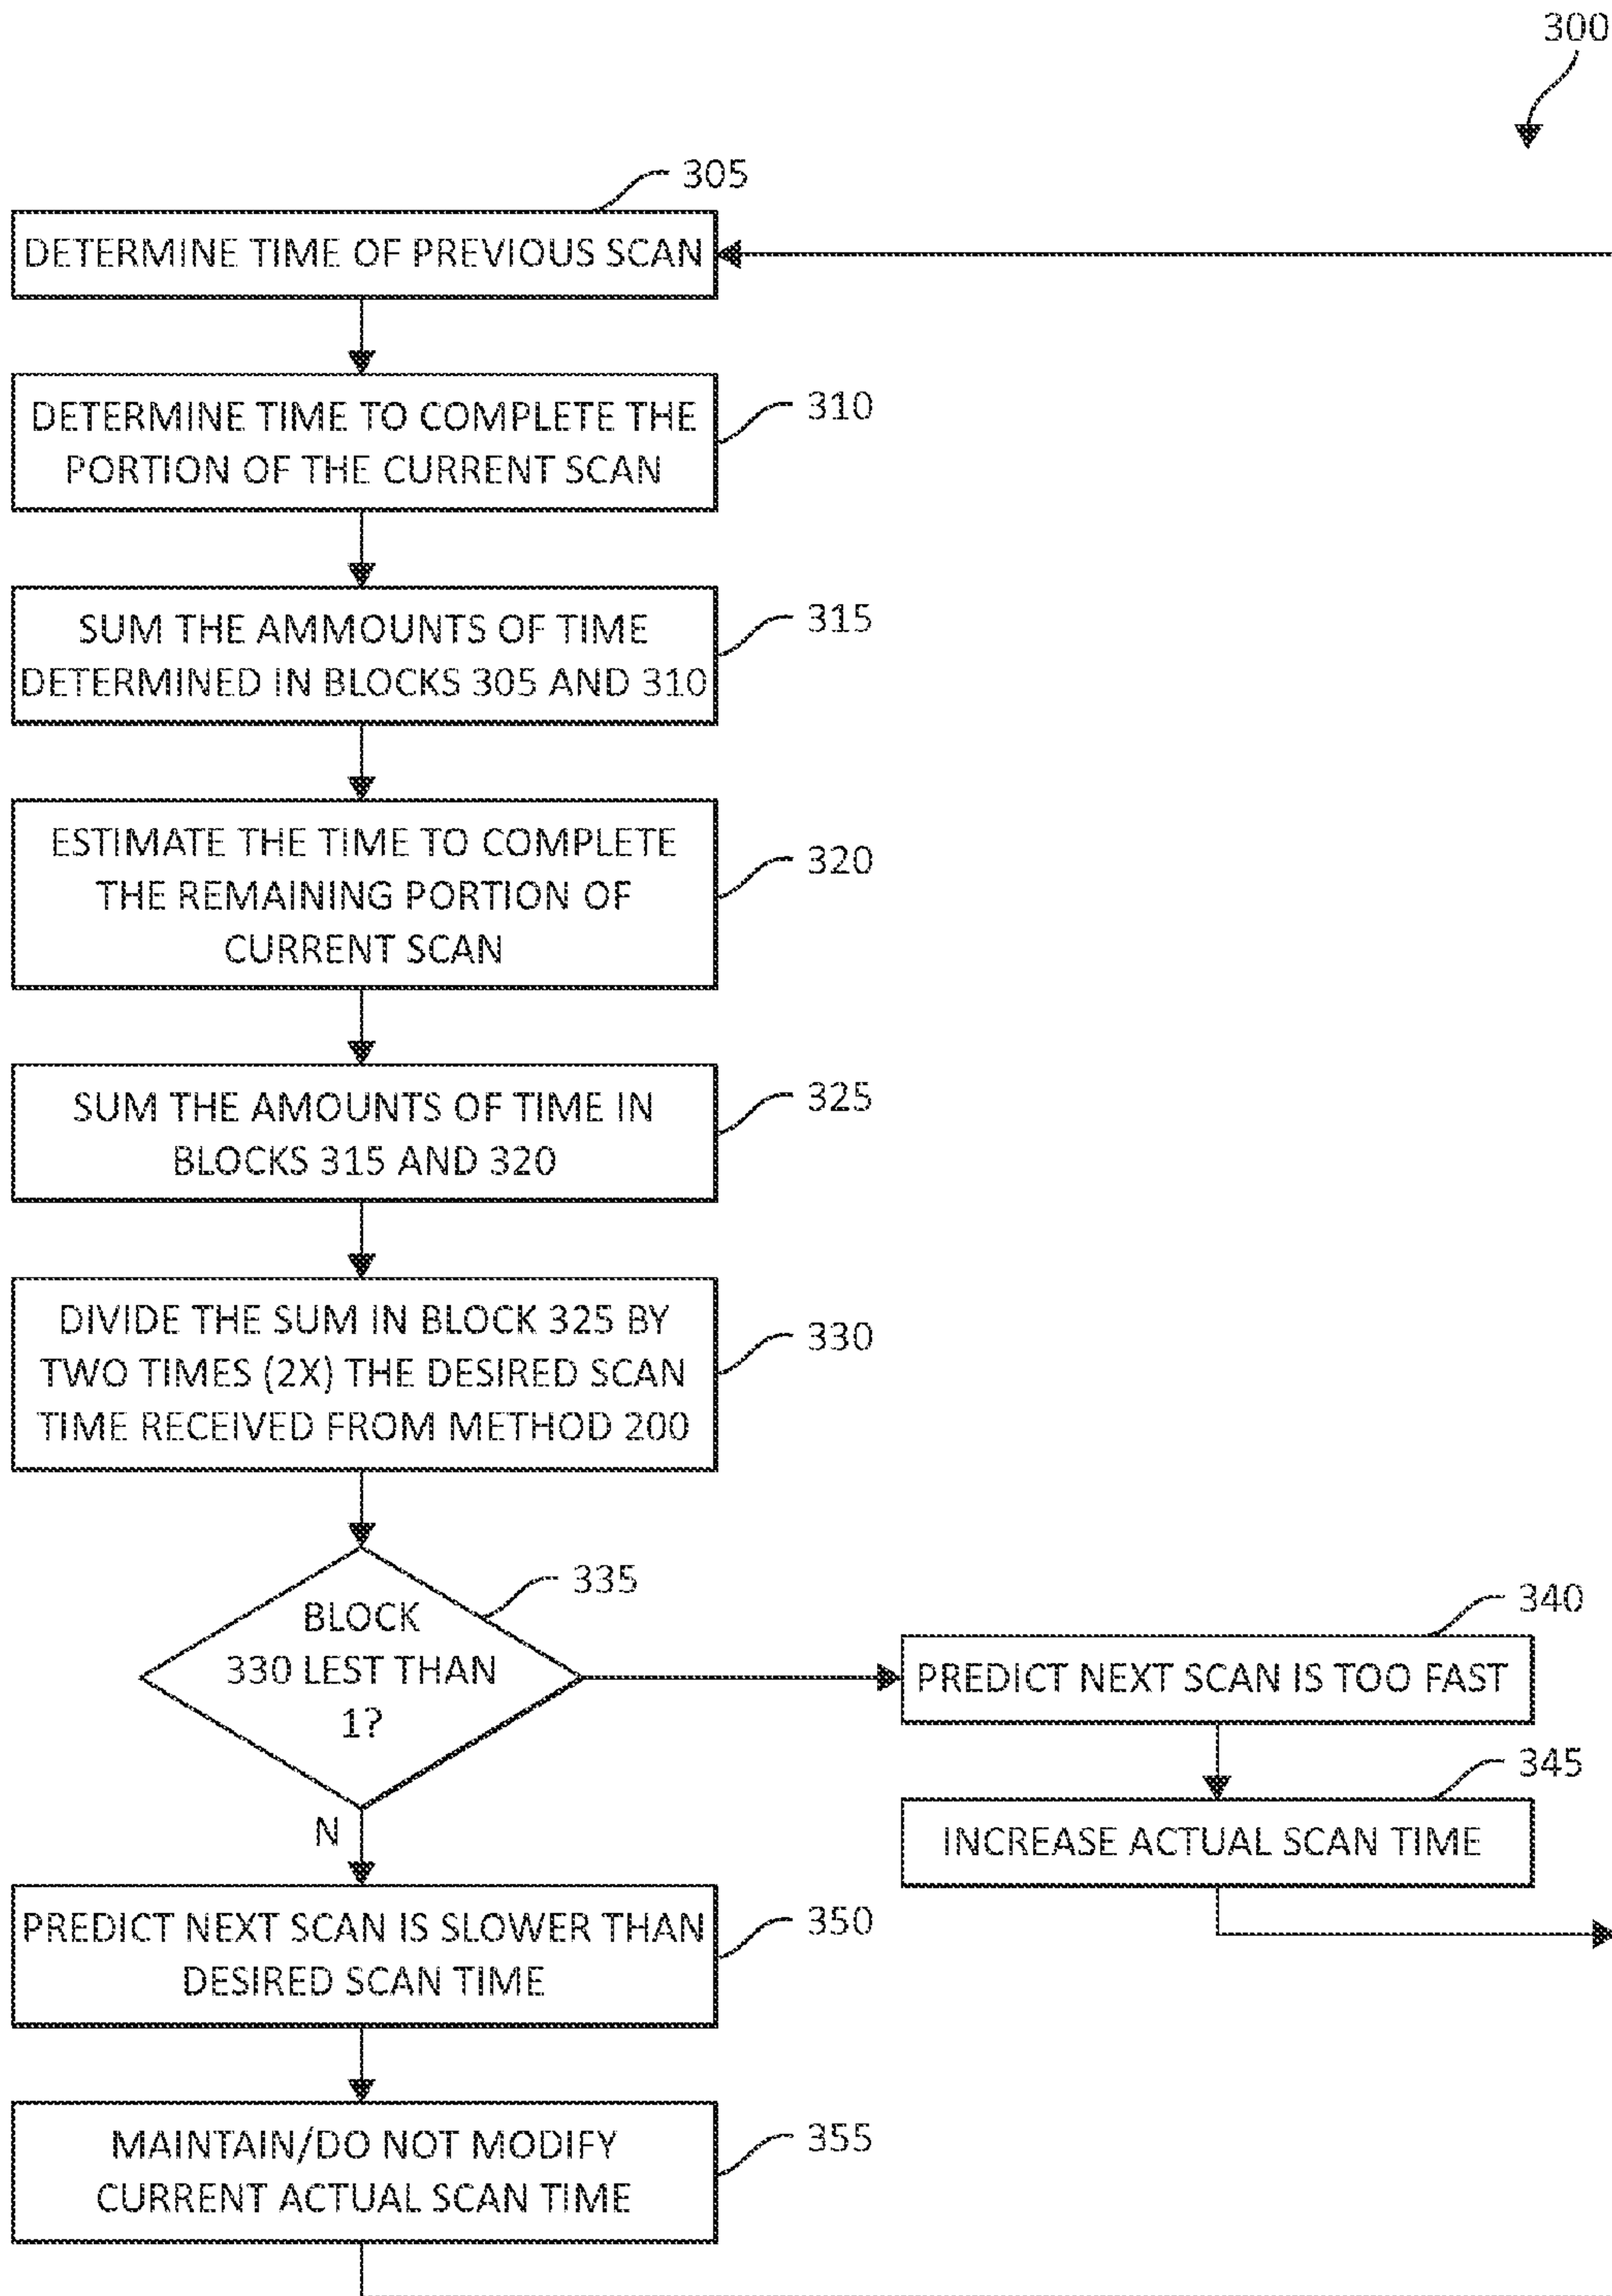 300
305
DETERMINE TIME OF PREVIOUS SCAN
DETERMINE TIME TO COMPLETE THE
PORTION OF THE CURRENT SCAN
310
SUM THE AMMOUNTS OF TIME
DETERMINED IN BLOCKS 305 AND 310
315
ESTIMATE THE TIME TO COMPLETE
THE REMAINING PORTION OF
CURRENT SCAN
320
SUM THE AMOUNTS OF TIME IN
BLOCKS 315 AND 320
325
DIVIDE THE SUM IN BLOCK 325 BY
TWO TIMES (2X) THE DESIRED SCAN
TIME RECEIVED FROM METHOD 200
330
BLOCK
330 LEST THAN
1?
335
340
PREDICT NEXT SCAN IS TOO FAST
345
INCREASE ACTUAL SCAN TIME
N
PREDICT NEXT SCAN IS SLOWER THAN
DESIRED SCAN TIME
350
MAINTAIN/DO NOT MODIFY
CURRENT ACTUAL SCAN TIME
355